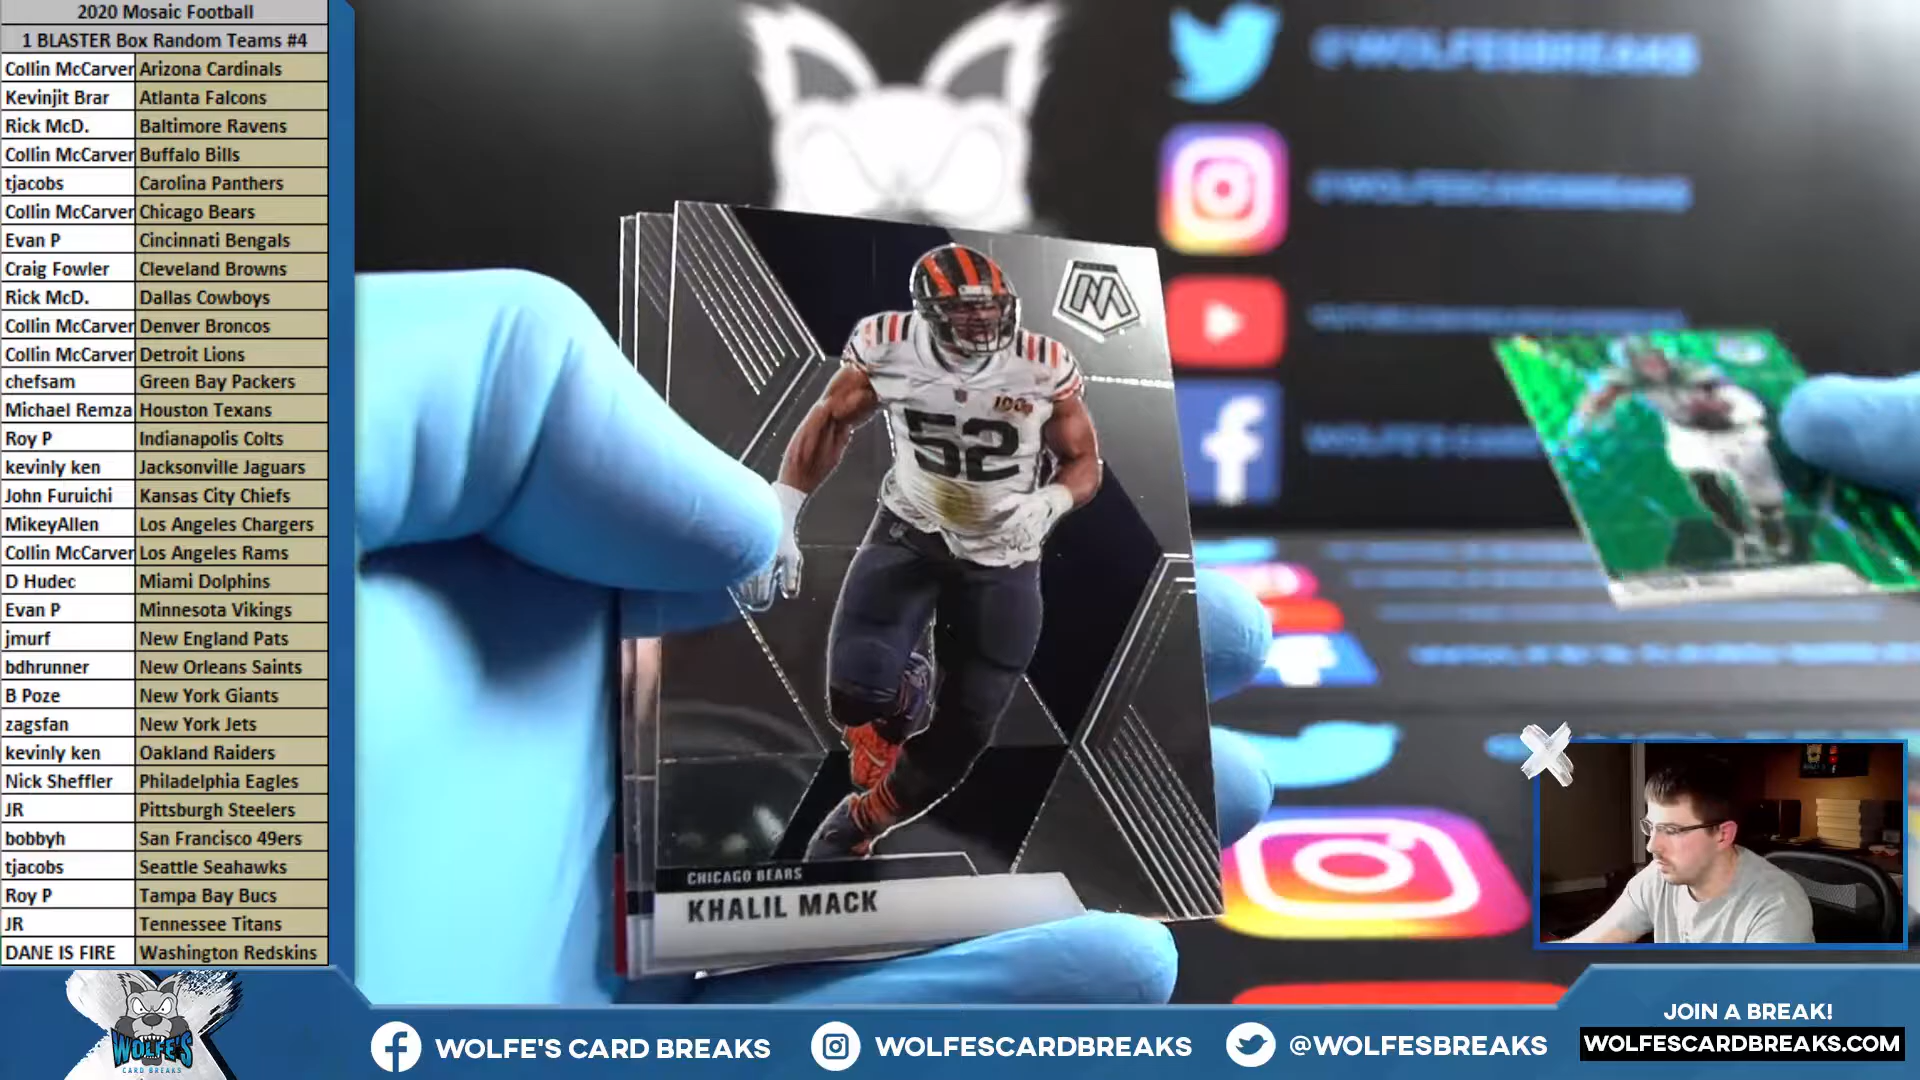 2020 Mosaic Football
1 BLASTER Box Random Teams #4
Collin McCarver Arizona Cardinals
Kevinjit Brar Atlanta Falcons
Rick McD. Baltimore Ravens
Collin McCarver Buffalo Bills
tjacobs Carolina Panthers
Collin McCarver Chicago Bears
Evan P Cincinnati Bengals
Craig Fowler Cleveland Browns
Rick McD. Dallas Cowboys
Collin McCarver Denver Broncos
Collin McCarver Detroit Lions
chefsam Green Bay Packers
Michael Remza Houston Texans
Roy P Indianapolis Colts
kevinly ken Jacksonville Jaguars
John Furuichi Kansas City Chiefs
MikeyAllen Los Angeles Chargers
Collin McCarver Los Angeles Rams
D Hudec Miami Dolphins
Evan P Minnesota Vikings
jmurf New England Pats
bdhrunner New Orleans Saints
B Poze New York Giants
zagsfan New York Jets
kevinly ken Oakland Raiders
Nick Sheffler Philadelphia Eagles
JR Pittsburgh Steelers
bobbyh San Francisco 49ers
tjacobs Seattle Seahawks
Roy P Tampa Bay Bucs
JR Tennessee Titans
DANE IS FIRE Washington Redskins
@WOLFESBREAKS
@WOLFESCARDBREAKS
M
100
52
CHICAGO BEARS
KHALIL MACK
WOLFE'S
CARD BREAKS
WOLFE'S CARD BREAKS
WOLFESCARDBREAKS
@WOLFESBREAKS
JOIN A BREAK!
WOLFESCARDBREAKS.COM